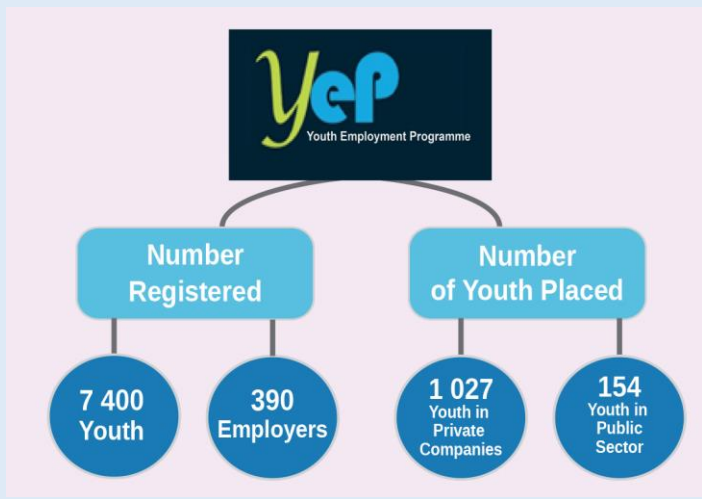 yeP
Youth Employment Programme
Number
Registered
Number
of Youth Placed
7 400
Youth
390
Employers
1 027
Youth in
Private
Companies
154
Youth in
Public
Sector